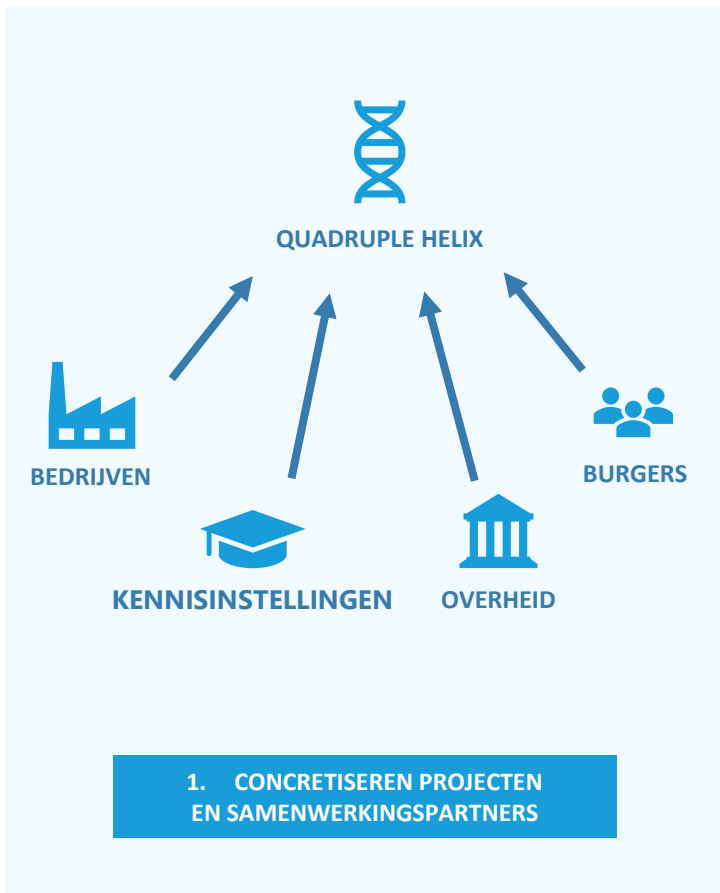 QUADRUPLE HELIX
BEDRIJVEN
BURGERS
KENNISINSTELLINGEN
OVERHEID
1. CONCRETISEREN PROJECTEN
EN SAMENWERKINGSPARTNERS